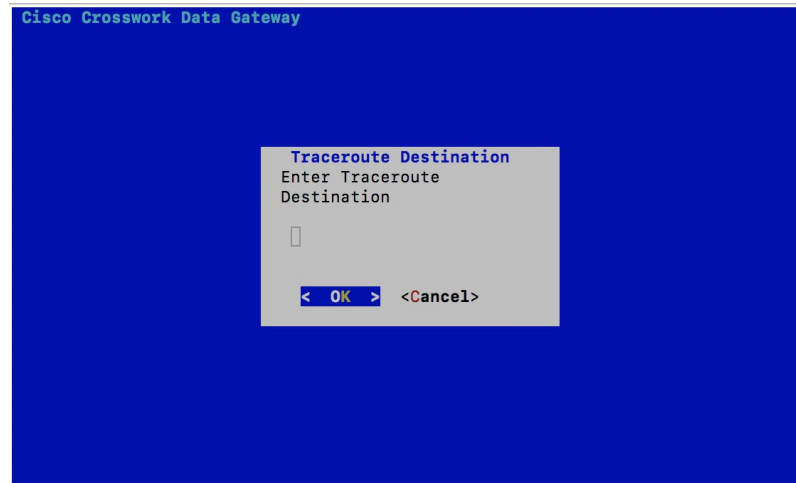 Cisco Crosswork Data Gateway
Traceroute Destination
Enter Traceroute
Destination
< OK > <Cancel>